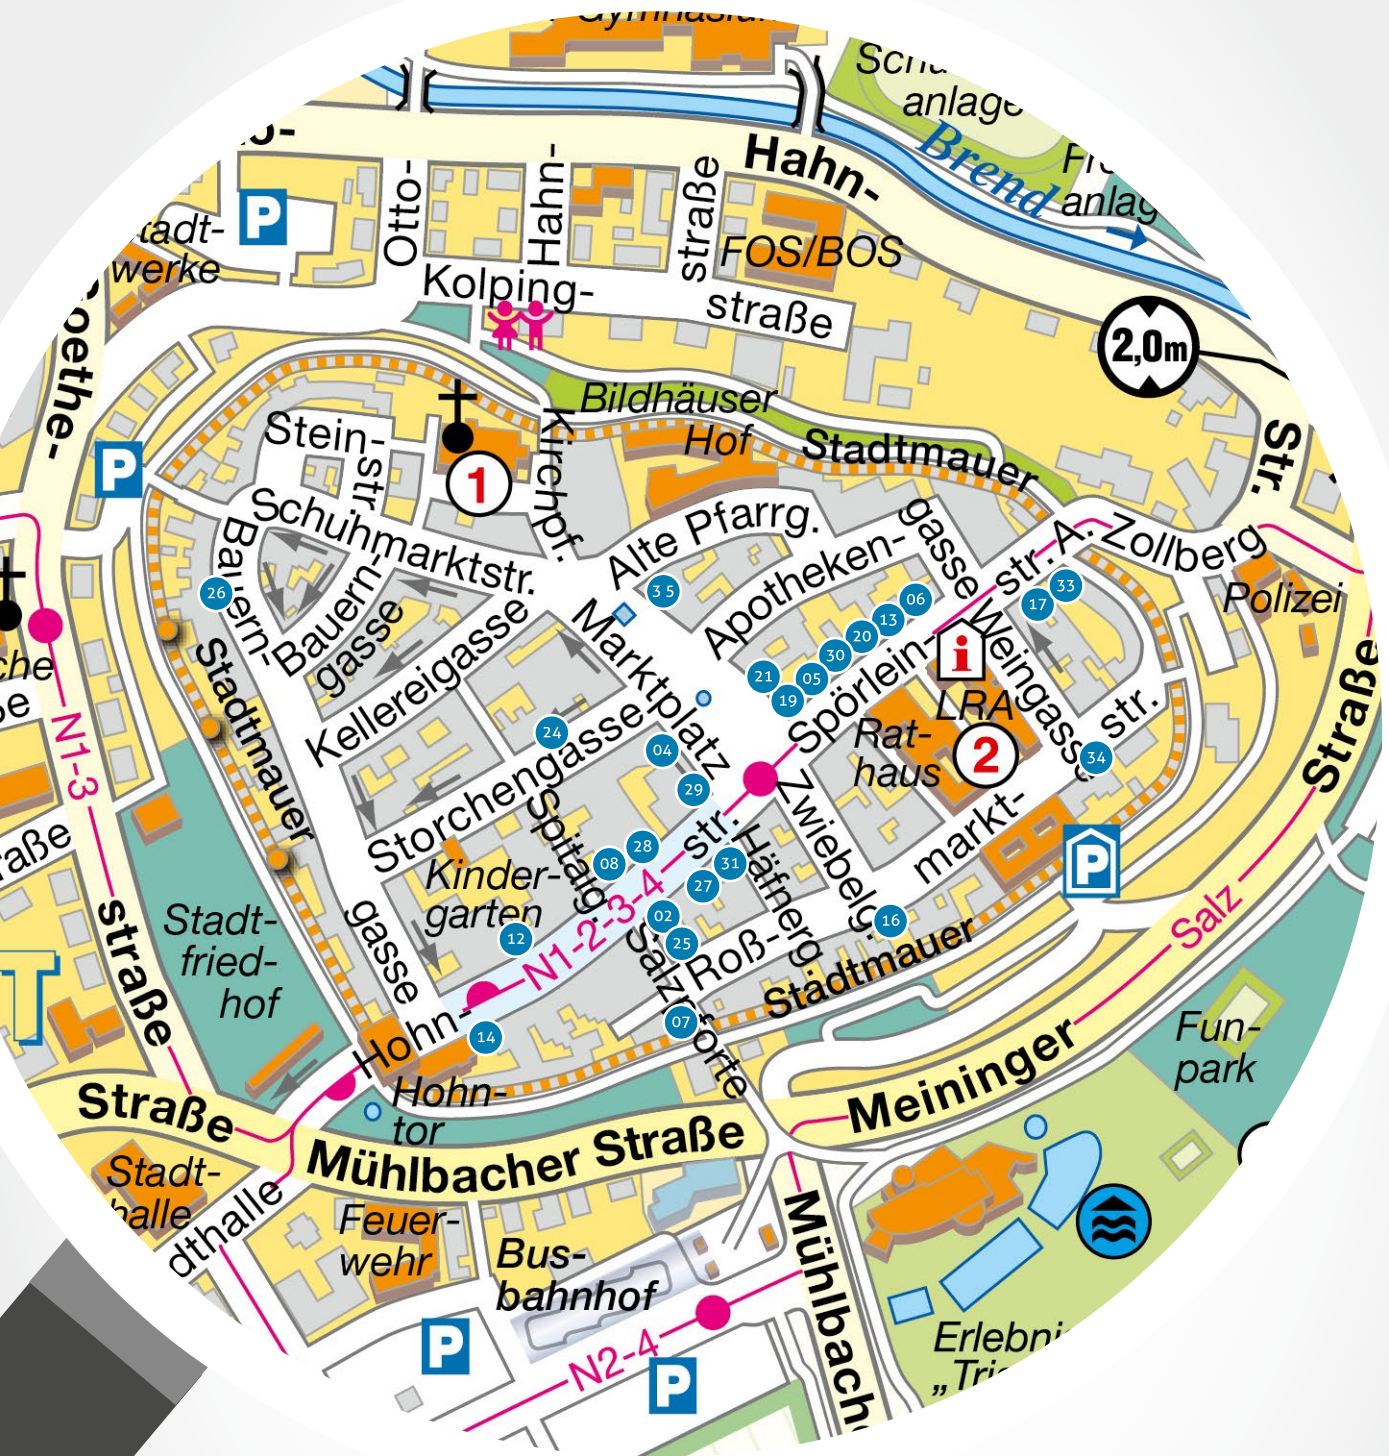 Hahn-
anlage
Brend
P
Otto-
Hahn-
straße
FOS/BOS
werke
Kolping-
straße
2,0m
Bildhäuser
Hof
Stadtmauer
Str.
P
Stein-
str.
1
Kirchpf.
Schuhmarktstr.
Alte Pfarrg.
Apotheken-
gasse
str. A. Zollberg
Polizei
26
Bauern-
gasse
Bauern-
gasse
Kellereigasse
Marktplatz
35
06
13
20
30
05
21
19
33
17
i
Weingasse
LRA
2
Rat-
haus
Spörlein-
str.
34
markt-
str.
P
Stadtmauer
N1-3
straße
24
Storchengasse
04
29
Spitalg.
28
08
Kinder-
garten
12
N1-2-3-4
31
27
02
25
Häfnerg.
Zwiebelg.
16
Roß-
Salzpforte
07
Stadtmauer
Hohn-
14
Hohn-
tor
Stadt-
fried-
hof
Straße
Mühlbacher Straße
Meininger
Straße
Salz
Fun-
park
Feuer-
wehr
Bus-
bahnhof
N2-4
P
P
Stadt-